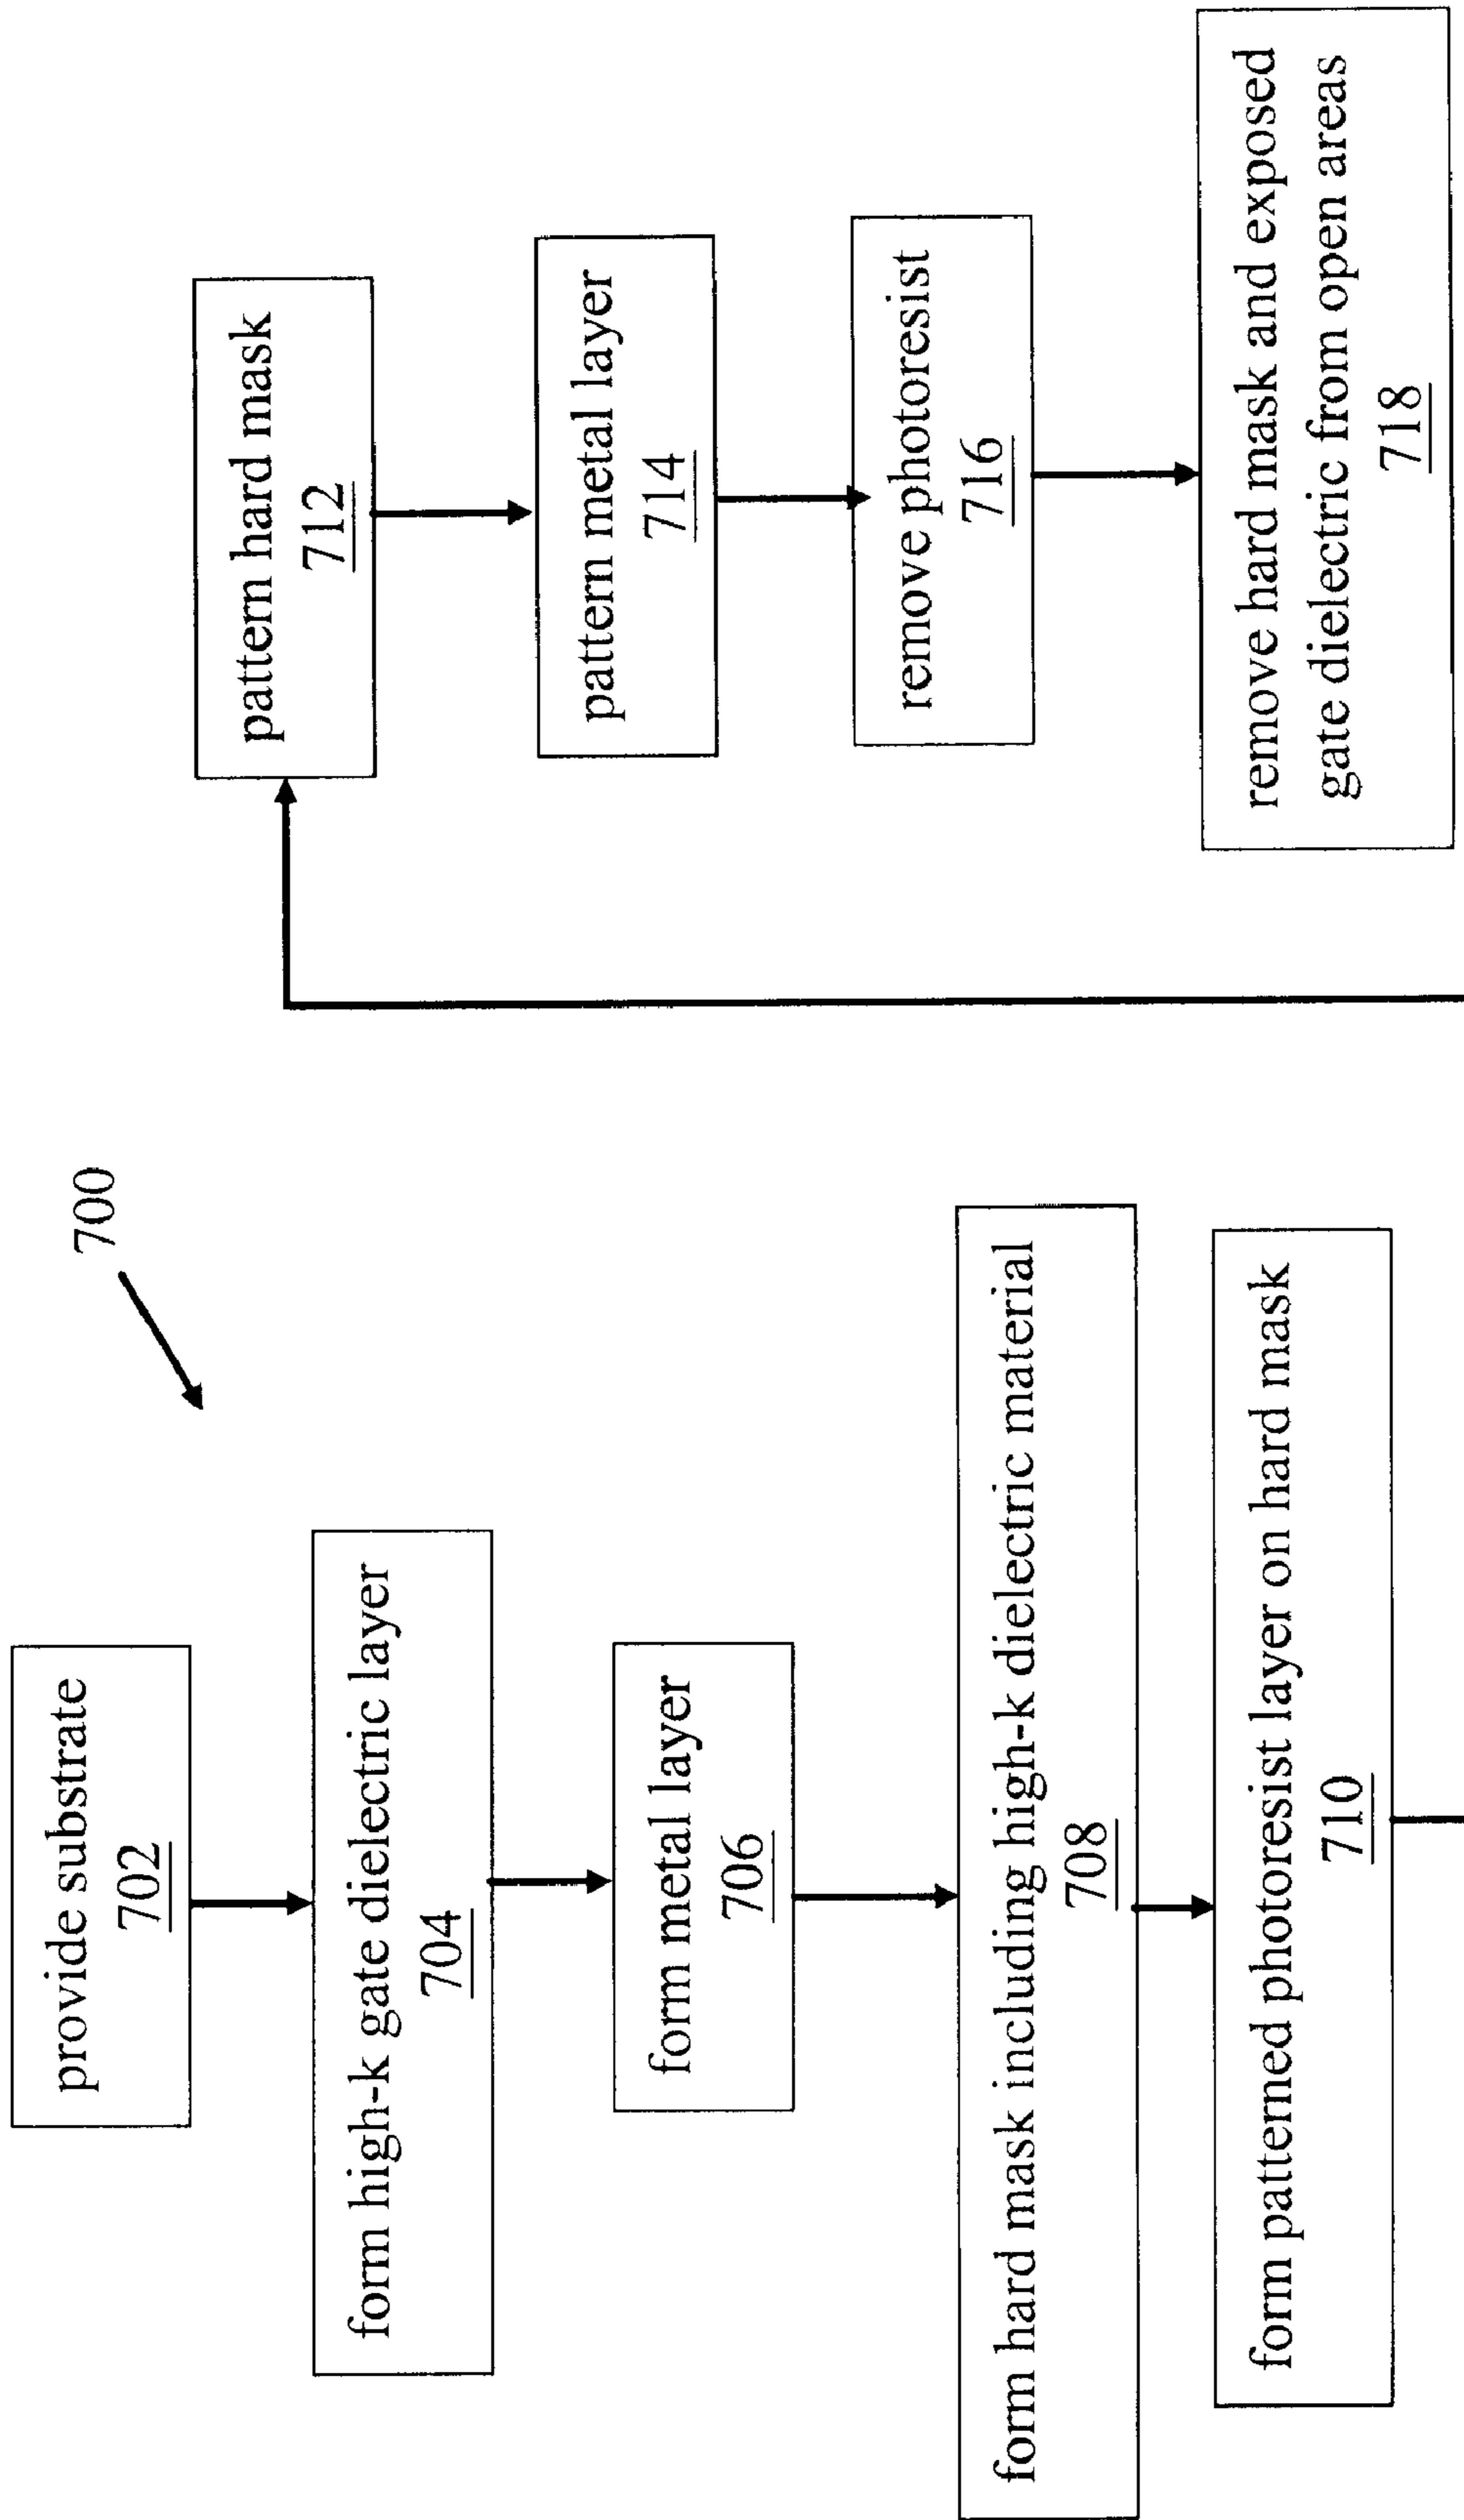 700
provide substrate
702
form high-k gate dielectric layer
704
form metal layer
706
form hard mask including high-k dielectric material
708
form patterned photoresist layer on hard mask
710
pattern hard mask
712
pattern metal layer
714
remove photoresist
716
remove hard mask and exposed
gate dielectric from open areas
718